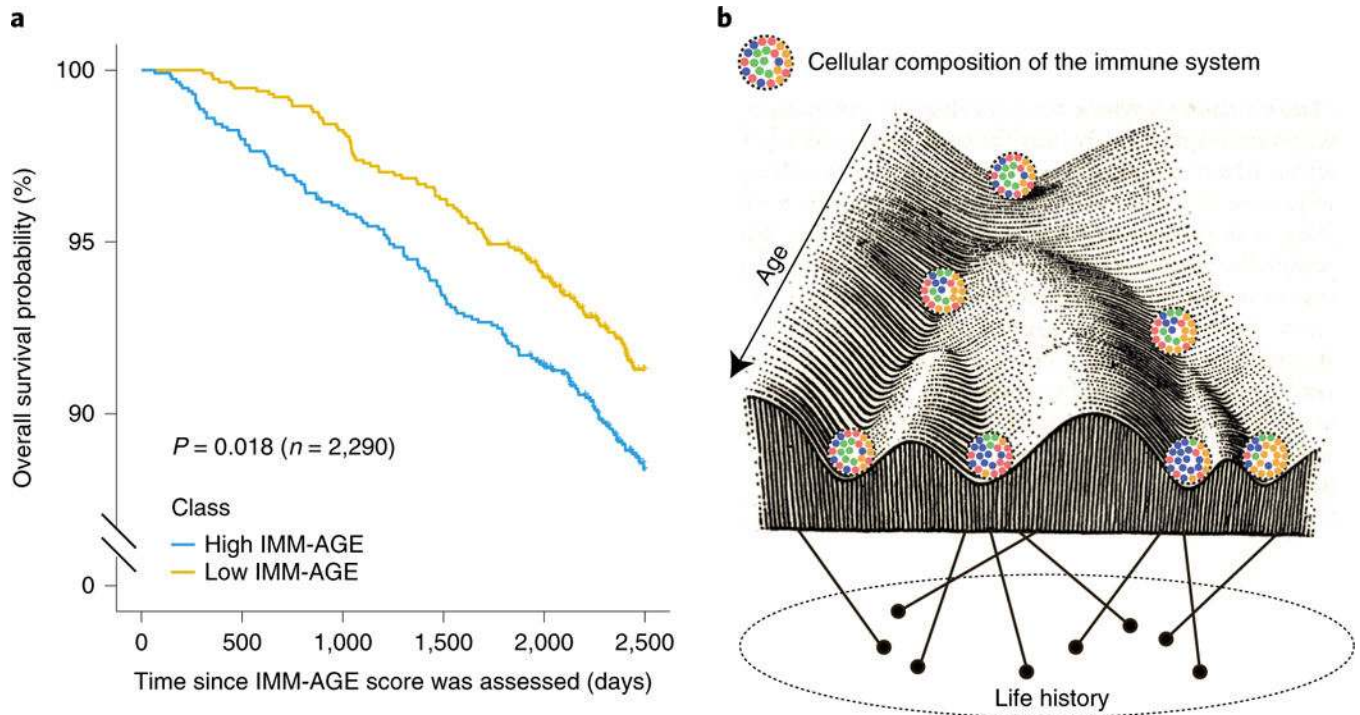 a
100
95
90
0
Overall survival probability (%)
P = 0.018 (n = 2,290)
Class
High IMM-AGE
Low IMM-AGE
0 500 1,000 1,500 2,000 2,500
Time since IMM-AGE score was assessed (days)
b
Cellular composition of the immune system
Age
Life history